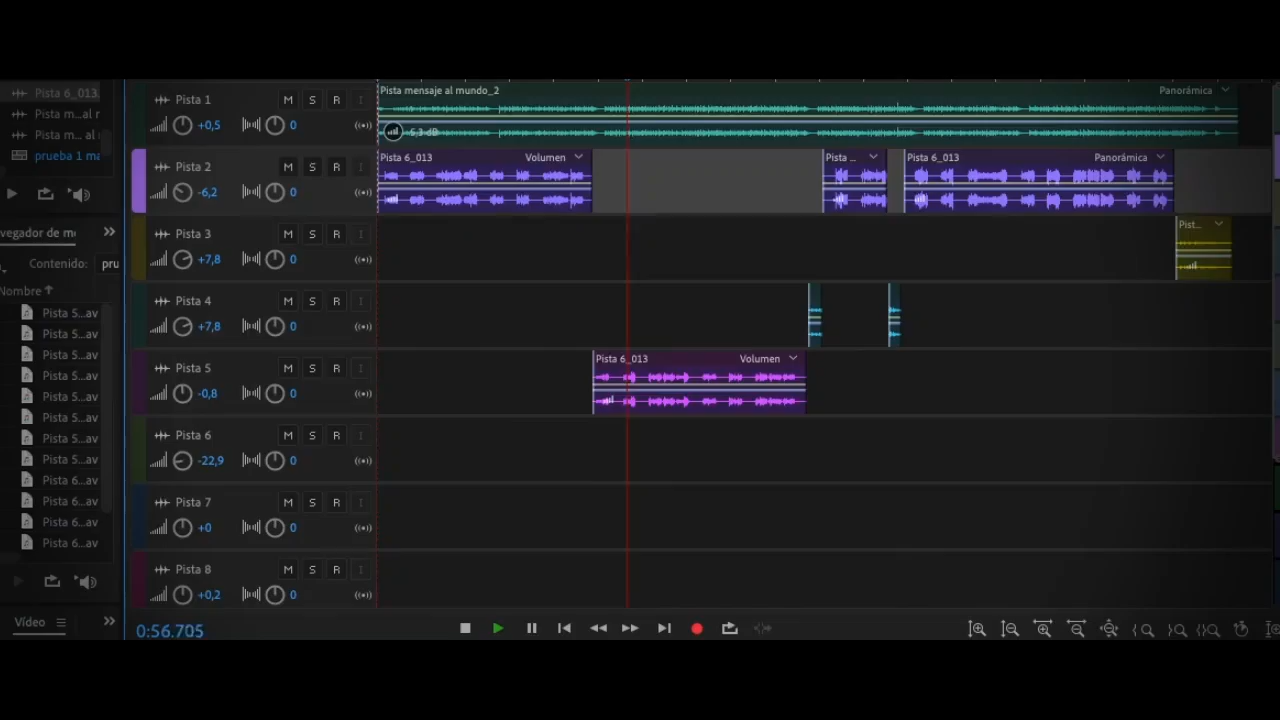 Pista 6_013.
Pista m...al r
Pista m... al
prueba 1 ma
vegador de m
Contenido: pru
Nombre
Pista 5...av
Pista 5...av
Pista 5...av
Pista 5...av
Pista 5...av
Pista 5...av
Pista 5...av
Pista 5...av
Pista 6...av
Pista 6...av
Pista 6...av
Pista 6...av
Vídeo
Pista 1 M S R I
+0,5 0
Pista mensaje al mundo_2 Panorámica
-5,3 dB
Pista 2 M S R I
-6,2 0
Pista 6_013 Volumen
Pista ...
Pista 6_013 Panorámica
Pista 3 M S R I
+7,8 0
Pist...
Pista 4 M S R I
+7,8 0
Pista 5 M S R I
-0,8 0
Pista 6_013 Volumen
Pista 6 M S R I
-22,9 0
Pista 7 M S R I
+0 0
Pista 8 M S R I
+0,2 0
0:56.705